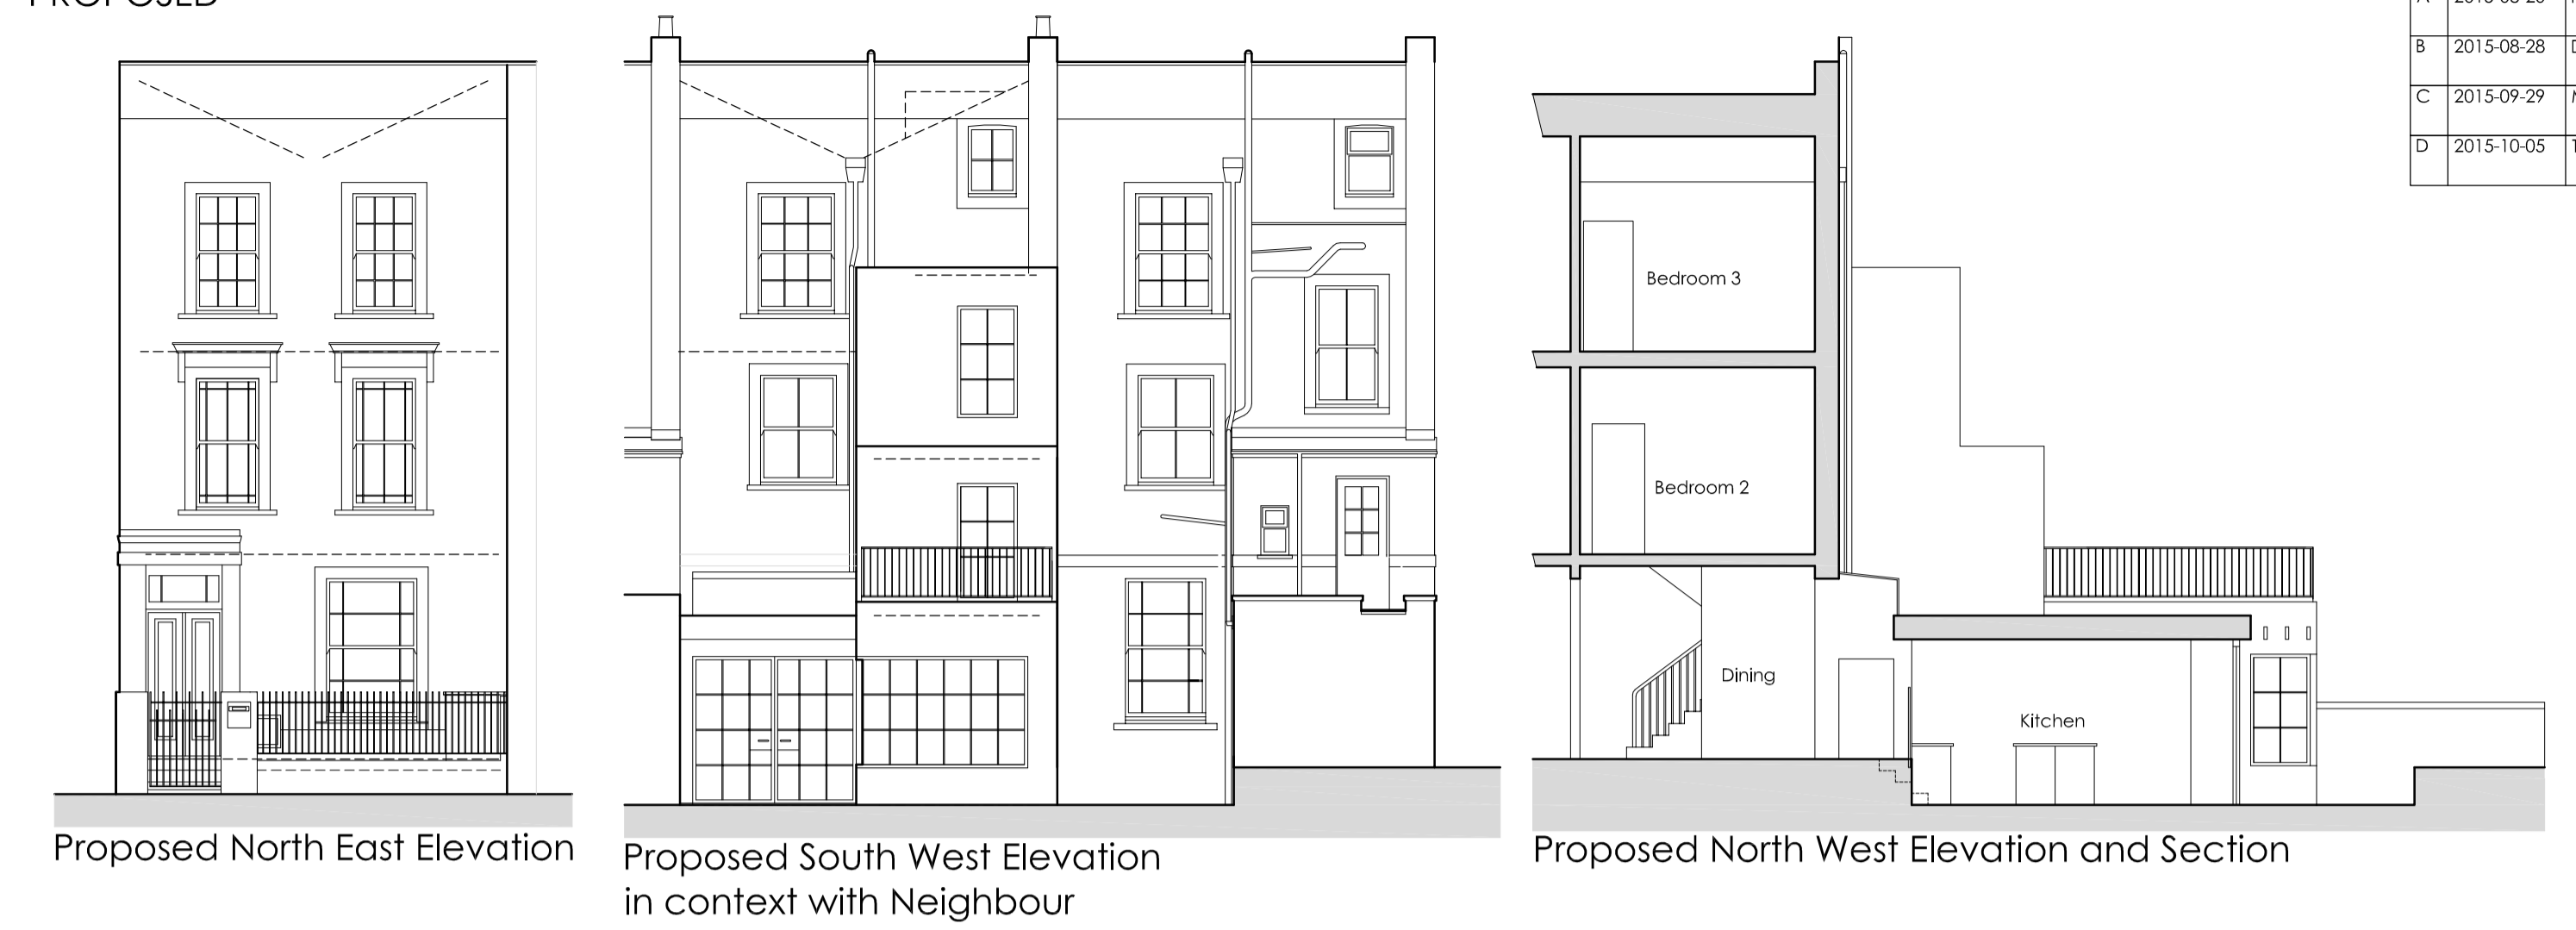 PROPOSED
B 2015-08-28
C 2015-09-29
D 2015-10-05
Bedroom 3
Bedroom 2
Dining
Kitchen
Proposed North East Elevation
Proposed South West Elevation
in context with Neighbour
Proposed North West Elevation and Section